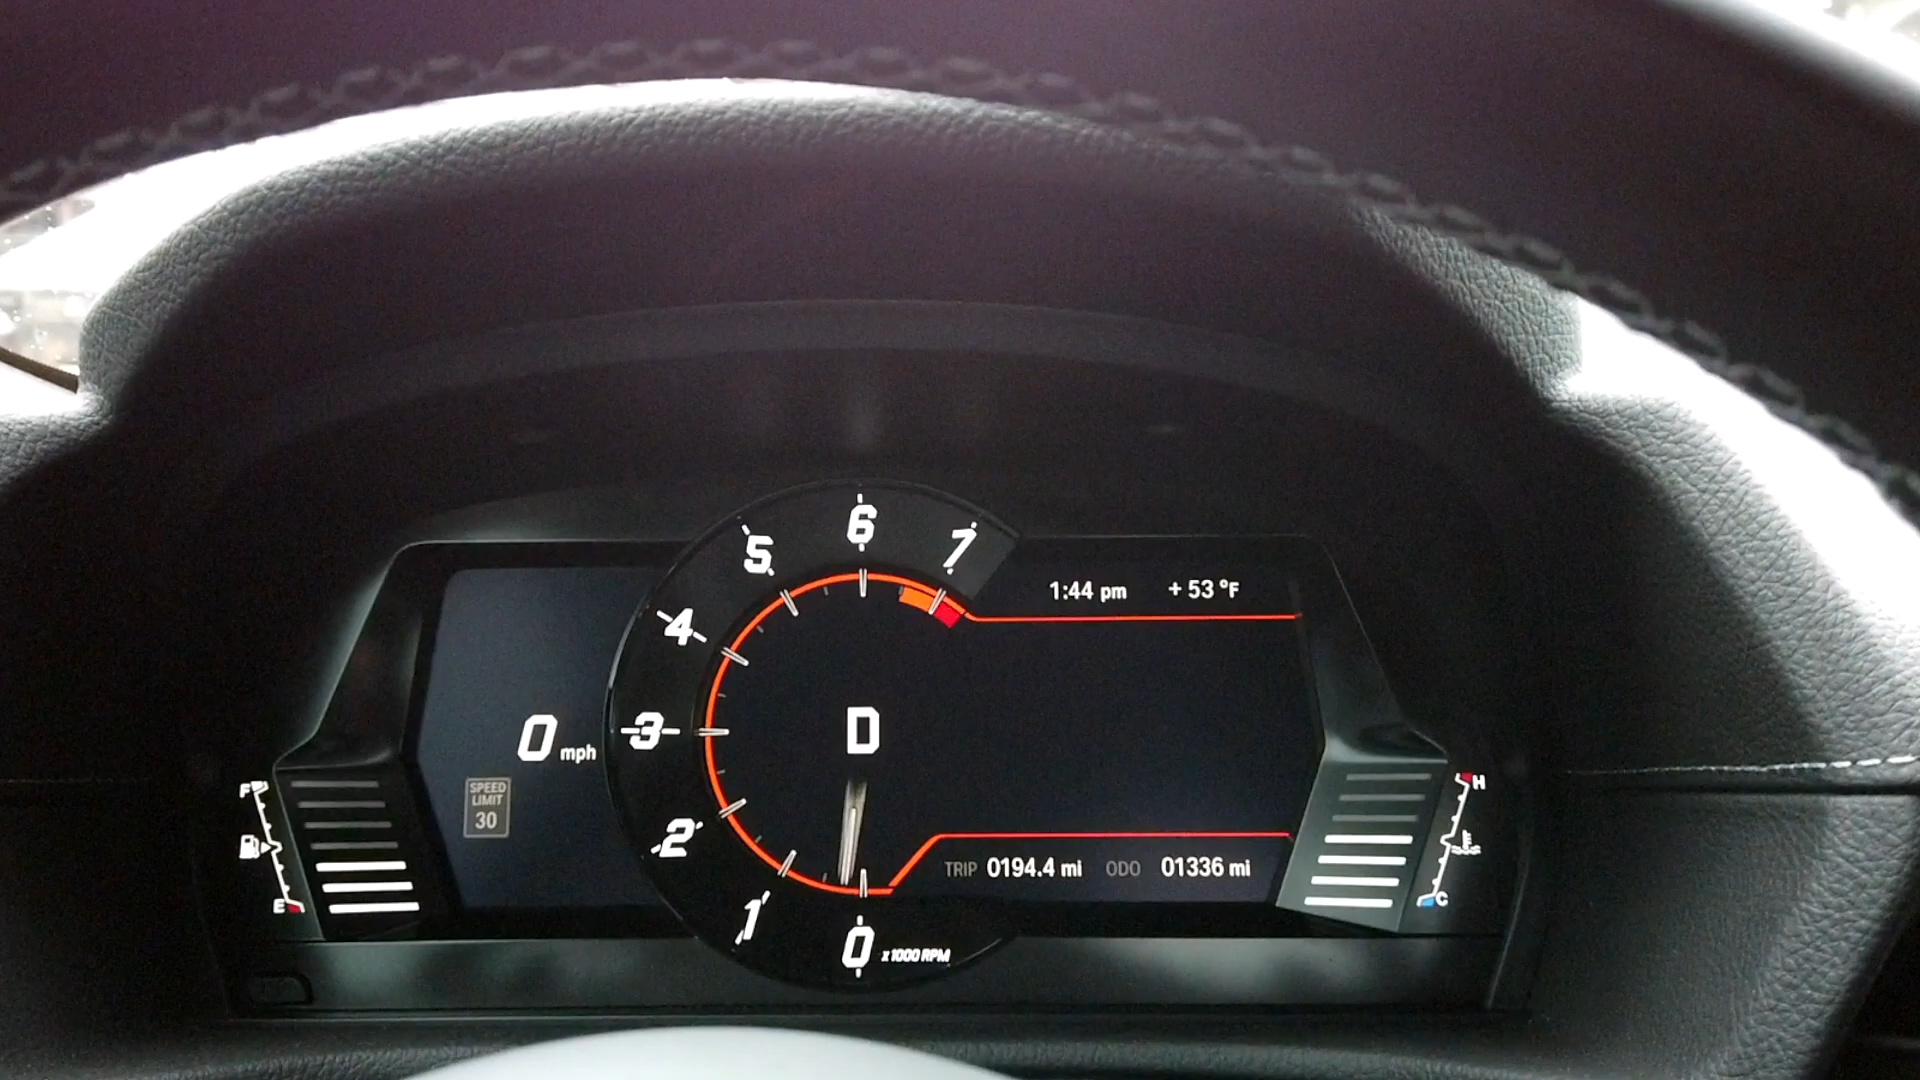 6
5
7
1:44 pm
+ 53 °F
4
D
3
0 mph
SPEED
LIMIT
30
F
E
H
C
2
TRIP 0194.4 mi ODO 01336 mi
1
0 x1000 RPM